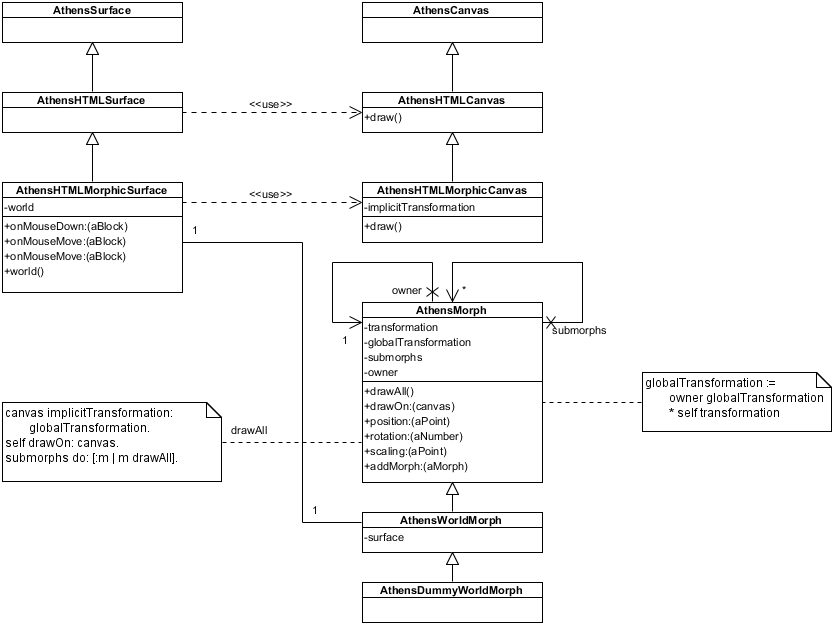 AthensSurface
AthensCanvas
AthensHTMLSurface
<<use>>
AthensHTMLCanvas
+draw()
AthensHTMLMorphicSurface
-world
+onMouseDown:(aBlock)
+onMouseMove:(aBlock)
+onMouseMove:(aBlock)
+world()
<<use>>
AthensHTMLMorphicCanvas
-implicitTransformation
+draw()
1
owner
*
1
submorphs
AthensMorph
-transformation
-globalTransformation
-submorphs
-owner
+drawAll()
+drawOn:(canvas)
+position:(aPoint)
+rotation:(aNumber)
+scaling:(aPoint)
+addMorph:(aMorph)
globalTransformation :=
owner globalTransformation
* self transformation
canvas implicitTransformation:
globalTransformation.
self drawOn: canvas.
submorphs do: [:m | m drawAll].
drawAll
1
AthensWorldMorph
-surface
AthensDummyWorldMorph